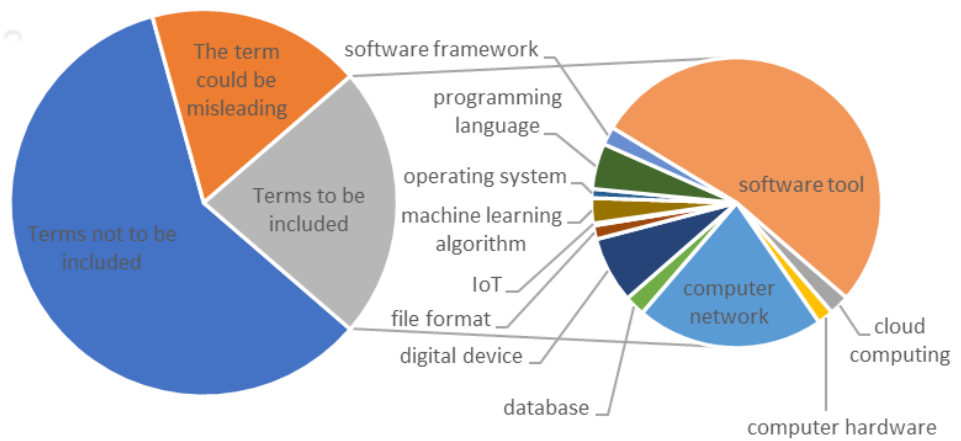 The term
could be
misleading
Terms to be
included
Terms not to be
included
software framework
programming
language
operating system
machine learning
algorithm
IoT
file format
digital device
database
software tool
computer
network
cloud
computing
computer hardware